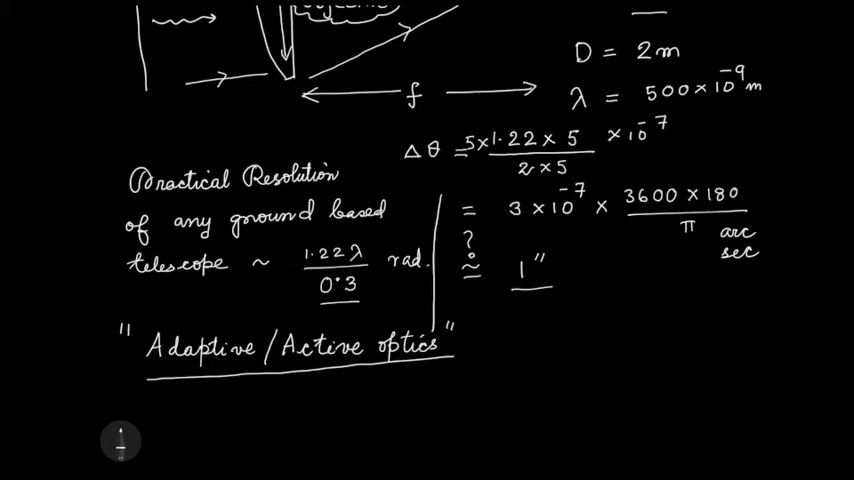 D = 2m
f
λ = 500 × 10⁻⁹ m
Δθ = 5×1.22 × 5 / 2 × 5 × 10⁻⁷
= 3 × 10⁻⁷ × 3600 × 180 / π arc sec
? ≃ 1"
Practical Resolution
of any ground based
telescope ~ 1.22λ / 0.3 rad.
" Adaptive/Active optics "